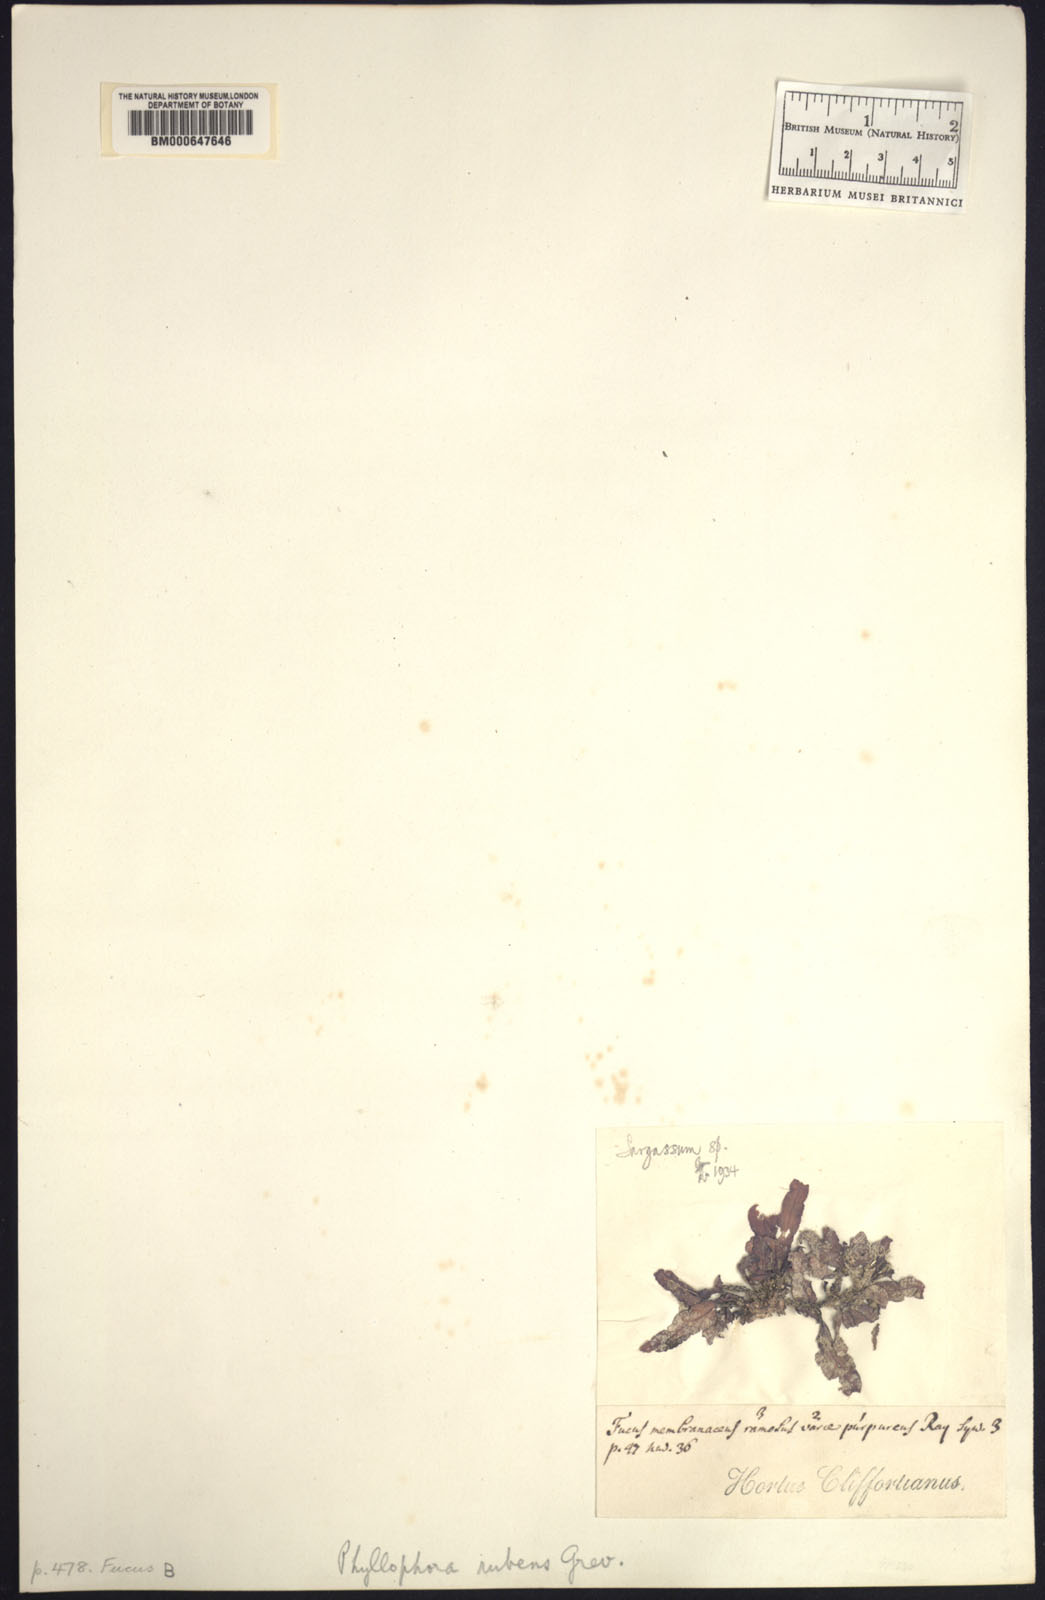 THE NATURAL HISTORY MUSEUM, LONDON
DEPARTMEMT OF BOTANY
BM000647646
1 2
BRITISH MUSEUM (NATURAL HISTORY)
1 2 3 4 5
HERBARIUM MUSEI BRITANNICI
Sargassum sp.
1934
Fucus membranaceus ramosus varie purpureus Ray Syn. 3
p. 47 nu. 36
Hortus Cliffortianus.
p. 478. Fucus B
Phyllophora rubens Grev.